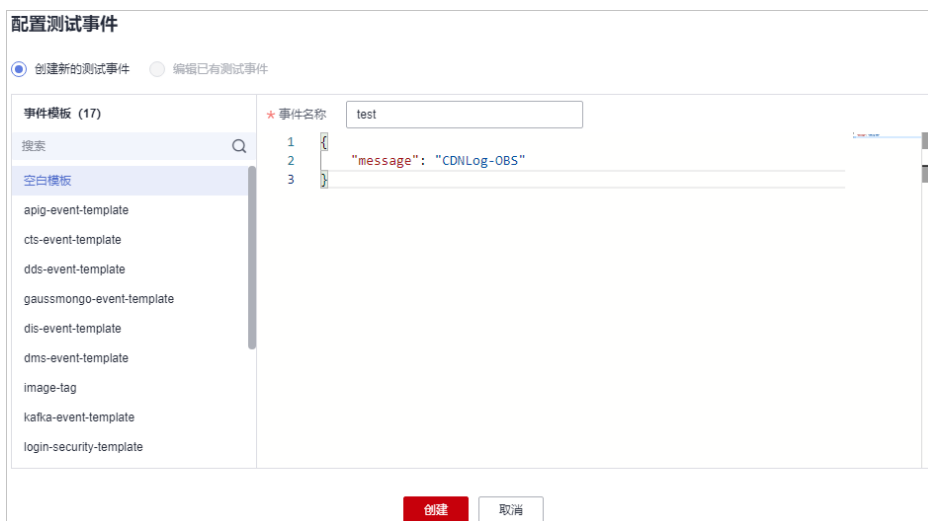 配置测试事件
创建新的测试事件 编辑已有测试事件
事件模板 (17)
搜索
空白模板
apig-event-template
cts-event-template
dds-event-template
gaussmongo-event-template
dis-event-template
dms-event-template
image-tag
kafka-event-template
login-security-template
* 事件名称 test
1 {
2 "message": "CDNLog-OBS"
3 }
创建 取消